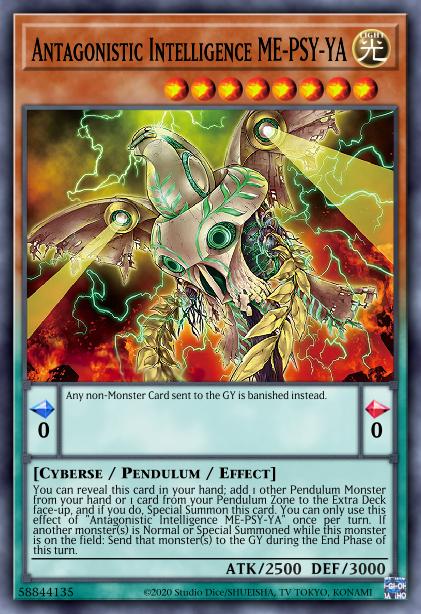 ANTAGONISTIC INTELLIGENCE ME-PSY-YA
LIGHT
光
Any non-Monster Card sent to the GY is banished instead.
0
0
[CYBERSE / PENDULUM / EFFECT]
You can reveal this card in your hand; add 1 other Pendulum Monster
from your hand or 1 card from your Pendulum Zone to the Extra Deck
face-up, and if you do, Special Summon this card. You can only use this
effect of "Antagonistic Intelligence ME-PSY-YA" once per turn. If
another monster(s) is Normal or Special Summoned while this monster
is on the field: Send that monster(s) to the GY during the End Phase of
this turn.
ATK/2500 DEF/3000
58844135
©2020 Studio Dice/SHUEISHA, TV TOKYO, KONAMI